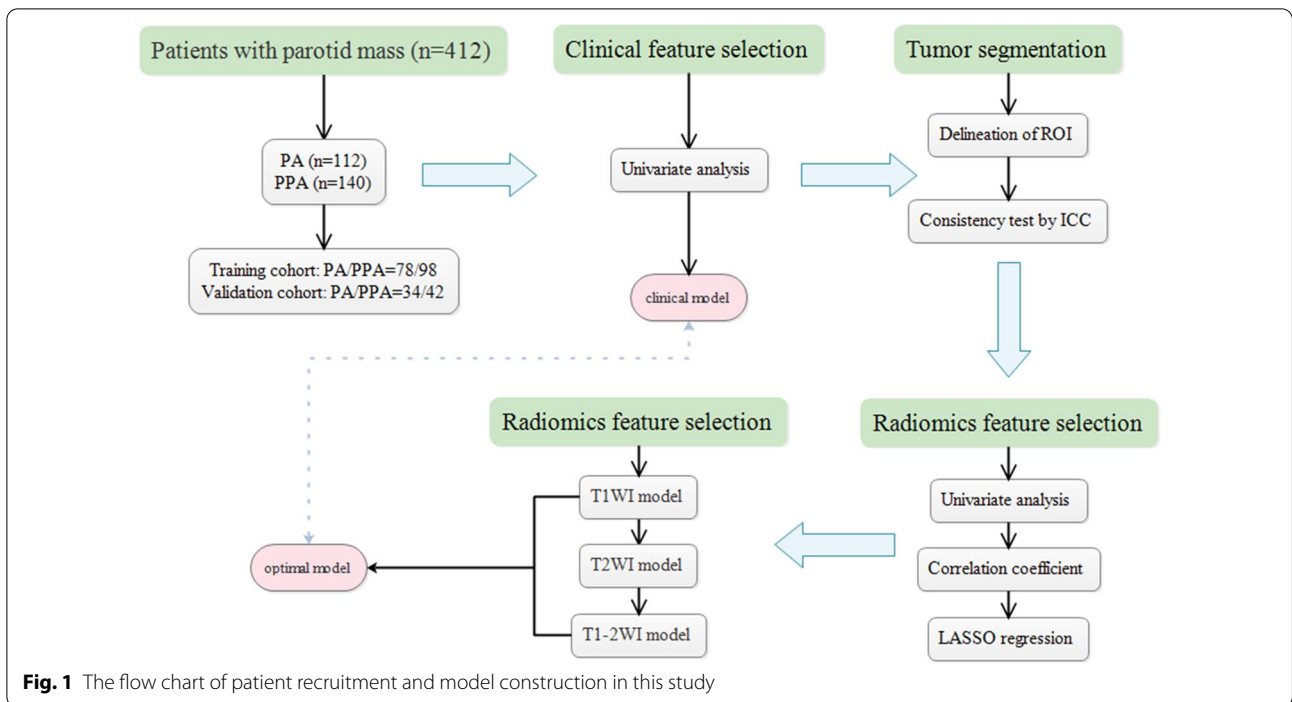 Patients with parotid mass (n=412)
PA (n=112)
PPA (n=140)
Training cohort: PA/PPA=78/98
Validation cohort: PA/PPA=34/42
Clinical feature selection
Univariate analysis
clinical model
Tumor segmentation
Delineation of ROI
Consistency test by ICC
Radiomics feature selection
Univariate analysis
Correlation coefficient
LASSO regression
Radiomics feature selection
T1WI model
T2WI model
T1-2WI model
optimal model
Fig. 1 The flow chart of patient recruitment and model construction in this study